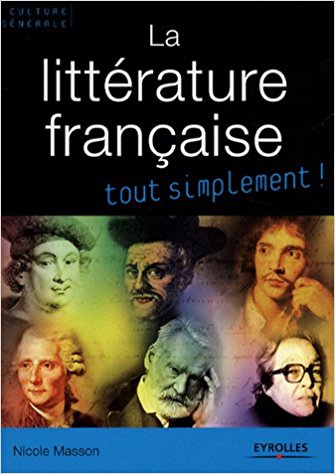 CULTURE
GÉNÉRALE
La
littérature
française
tout simplement !
Nicole Masson
EYROLLES